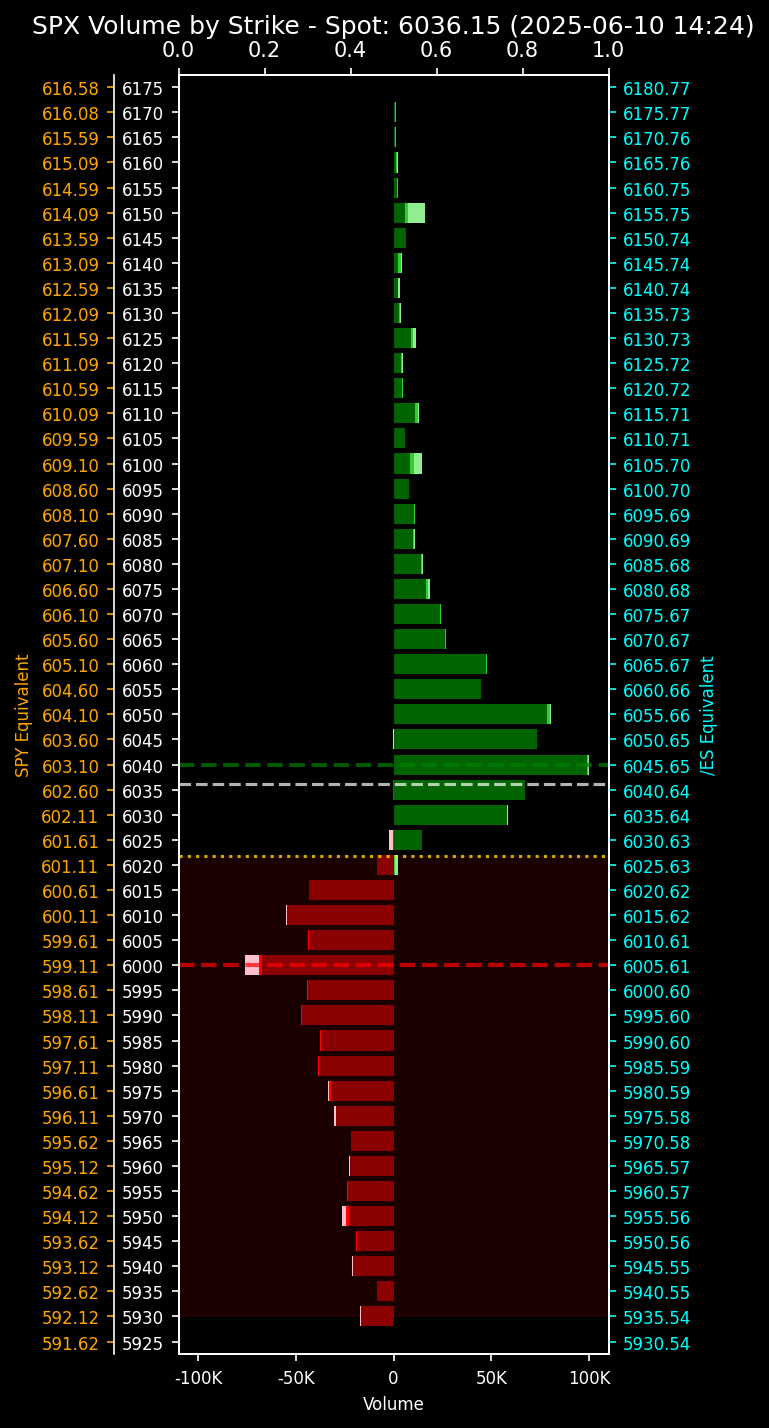 SPX Volume by Strike - Spot: 6036.15 (2025-06-10 14:24)
0.0 0.2 0.4 0.6 0.8 1.0
616.58 6175 6180.77
616.08 6170 6175.77
615.59 6165 6170.76
615.09 6160 6165.76
614.59 6155 6160.75
614.09 6150 6155.75
613.59 6145 6150.74
613.09 6140 6145.74
612.59 6135 6140.74
612.09 6130 6135.73
611.59 6125 6130.73
611.09 6120 6125.72
610.59 6115 6120.72
610.09 6110 6115.71
609.59 6105 6110.71
609.10 6100 6105.70
608.60 6095 6100.70
608.10 6090 6095.69
607.60 6085 6090.69
607.10 6080 6085.68
606.60 6075 6080.68
606.10 6070 6075.67
605.60 6065 6070.67
605.10 6060 6065.67
604.60 6055 6060.66
604.10 6050 6055.66
603.60 6045 6050.65
603.10 6040 6045.65
602.60 6035 6040.64
602.11 6030 6035.64
601.61 6025 6030.63
601.11 6020 6025.63
600.61 6015 6020.62
600.11 6010 6015.62
599.61 6005 6010.61
599.11 6000 6005.61
598.61 5995 6000.60
598.11 5990 5995.60
597.61 5985 5990.60
597.11 5980 5985.59
596.61 5975 5980.59
596.11 5970 5975.58
595.62 5965 5970.58
595.12 5960 5965.57
594.62 5955 5960.57
594.12 5950 5955.56
593.62 5945 5950.56
593.12 5940 5945.55
592.62 5935 5940.55
592.12 5930 5935.54
591.62 5925 5930.54
SPY Equivalent
/ES Equivalent
-100K -50K 0 50K 100K
Volume